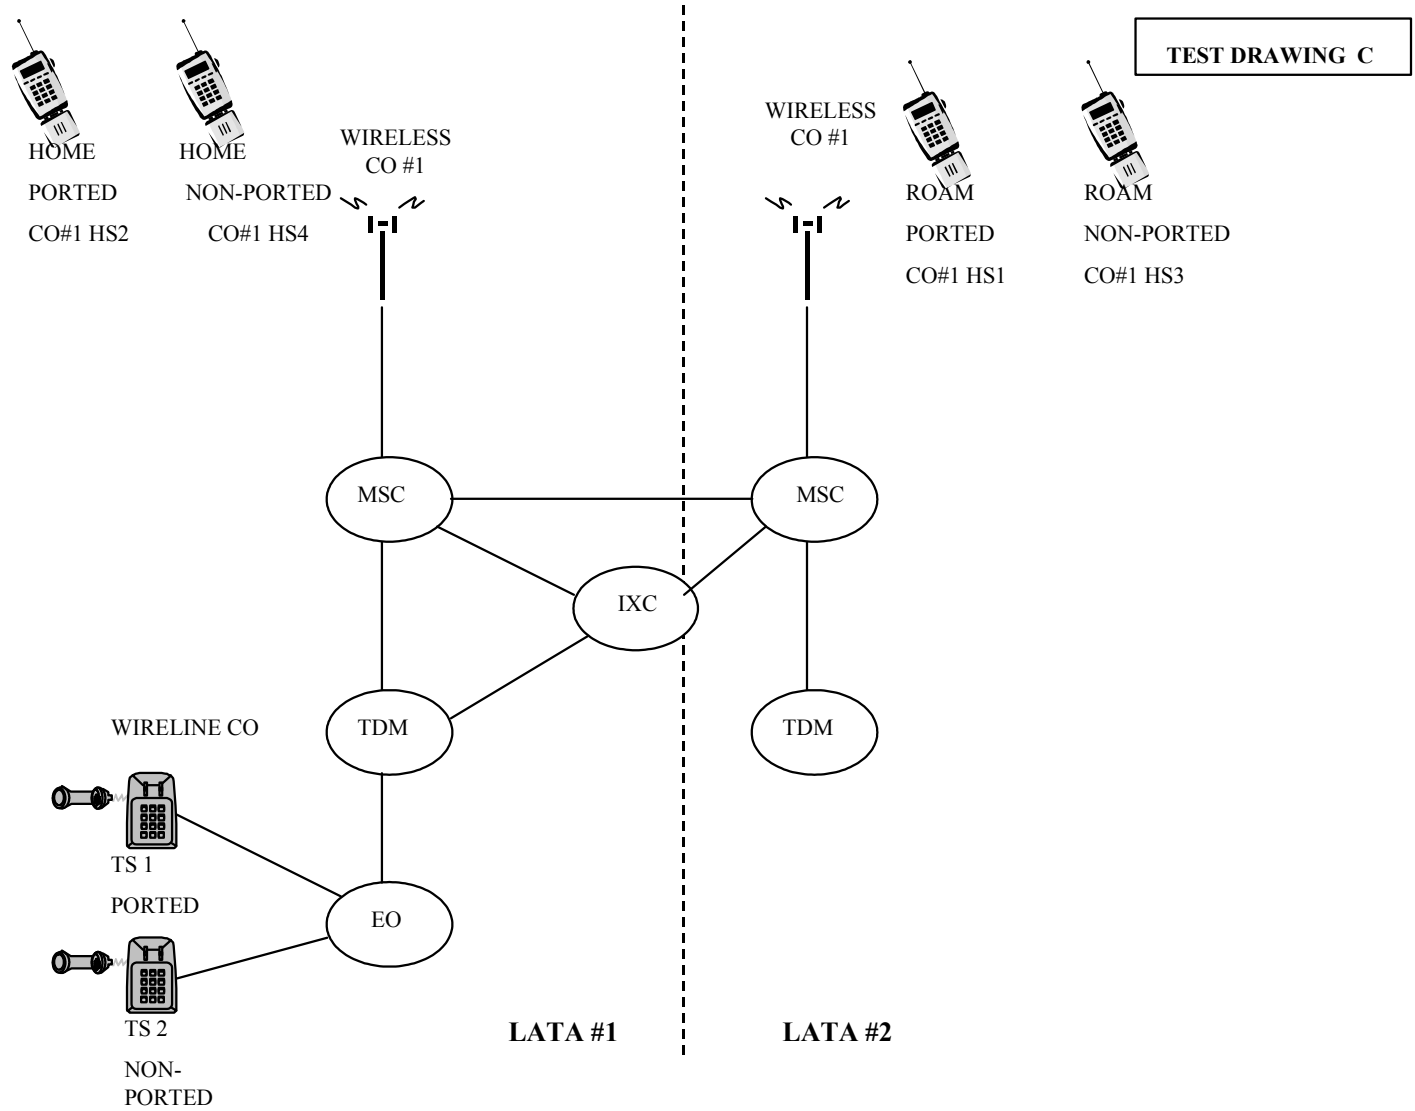 TEST DRAWING C
HOME
PORTED
CO#1 HS2
HOME
NON-PORTED
CO#1 HS4
WIRELESS
CO #1
WIRELESS
CO #1
ROAM
PORTED
CO#1 HS1
ROAM
NON-PORTED
CO#1 HS3
MSC
MSC
IXC
WIRELINE CO
TDM
TDM
TS 1
PORTED
EO
TS 2
NON-
PORTED
LATA #1
LATA #2